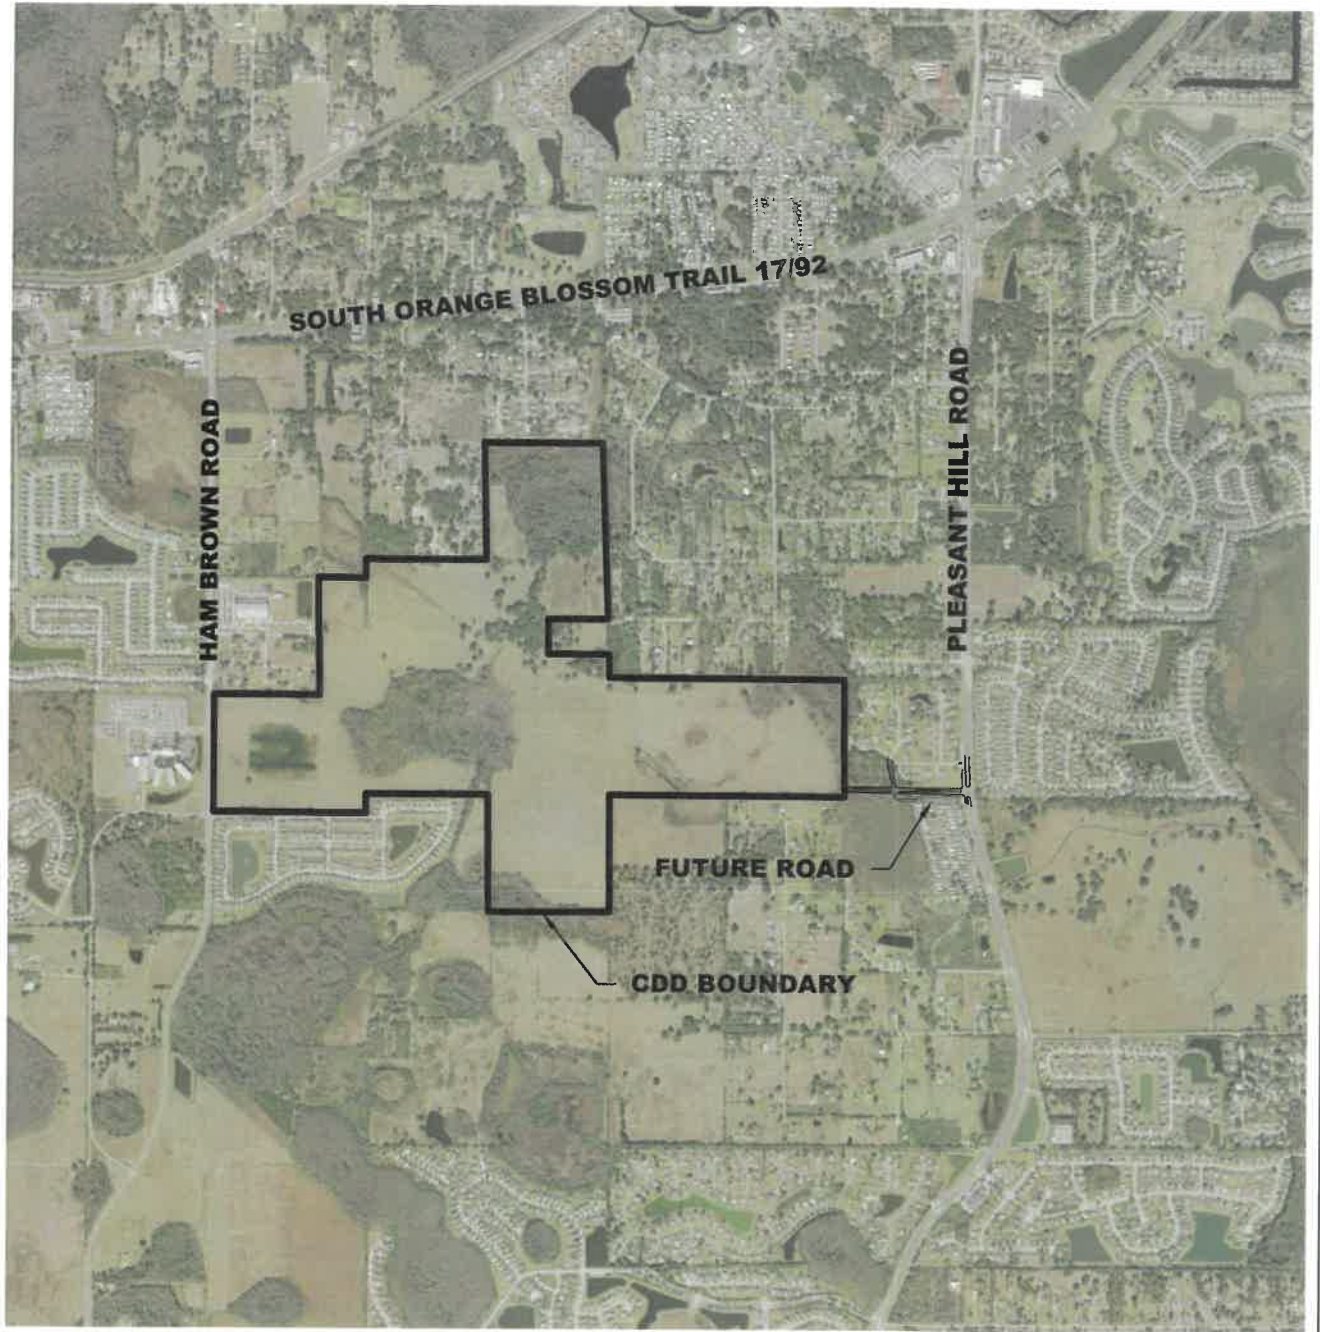 SOUTH ORANGE BLOSSOM TRAIL 17/92
HAM BROWN ROAD
PLEASANT HILL ROAD
FUTURE ROAD
CDD BOUNDARY